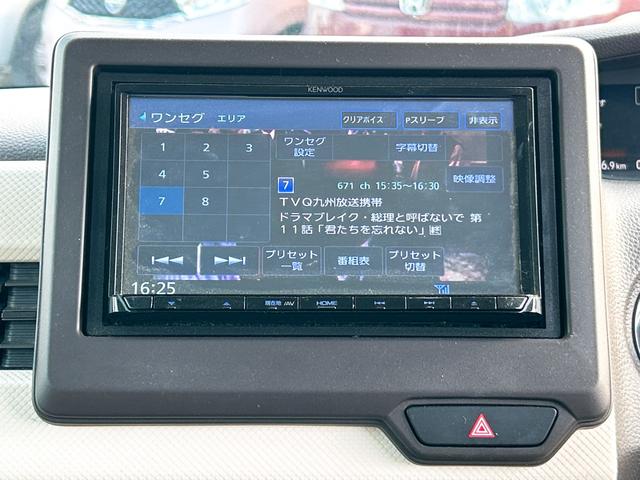 KENWOOD
ワンセグ エリア
クリアボイス
Pスリープ
非表示
1 2 3
4 5
7 8
ワンセグ
設定
字幕切替
映像調整
7 671 ch 15:35~16:30
TVQ九州放送携帯
ドラマブレイク・総理と呼ばないで 第
11話「君たちを忘れない」
プリセット
一覧
番組表
プリセット
切替
16:25
現在地 /AV
HOME
6.9km